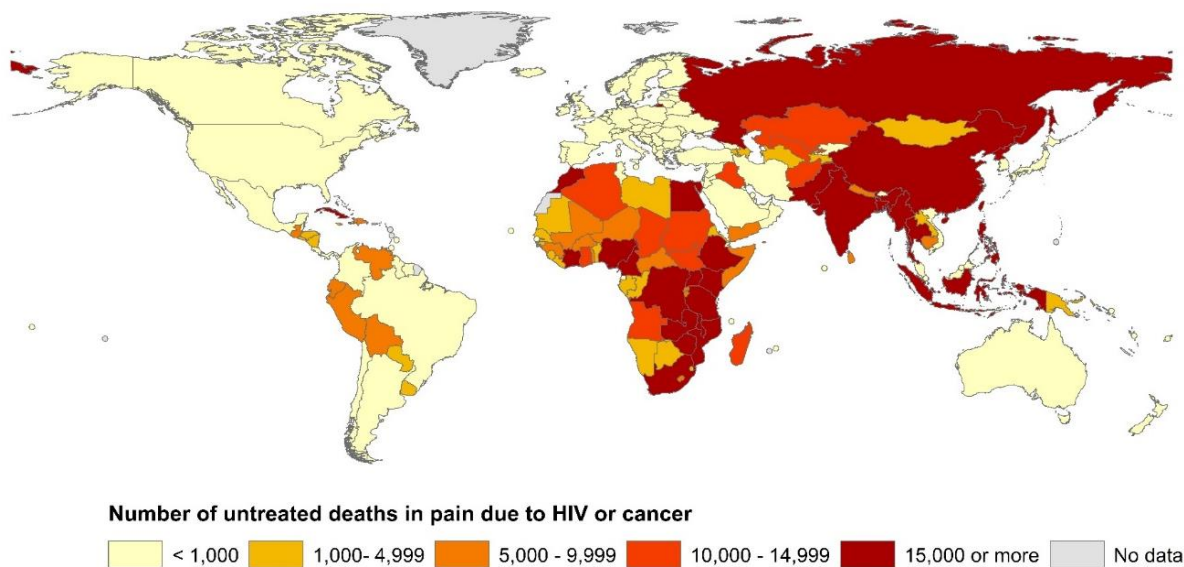 Number of untreated deaths in pain due to HIV or cancer
< 1,000 1,000- 4,999 5,000 - 9,999 10,000 - 14,999 15,000 or more No data